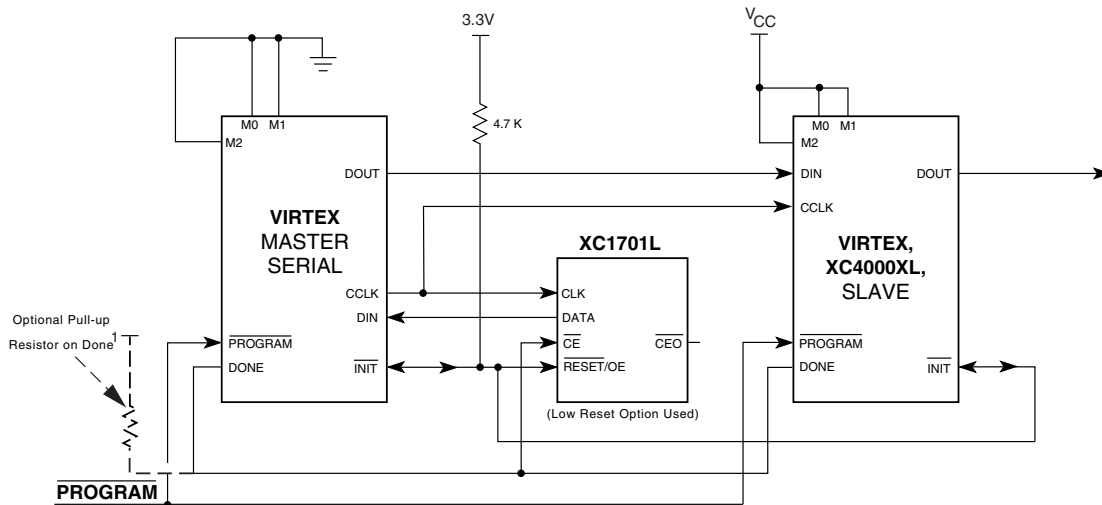 3.3V
VCC
4.7 K
M0 M1
M2
DOUT
VIRTEX
MASTER
SERIAL
CCLK
DIN
PROGRAM
DONE
INIT
Optional Pull-up
Resistor on Done
1
XC1701L
CLK
DATA
CE
CEO
RESET/OE
(Low Reset Option Used)
M0 M1
M2
DIN
DOUT
CCLK
VIRTEX,
XC4000XL,
SLAVE
PROGRAM
DONE
INIT
PROGRAM